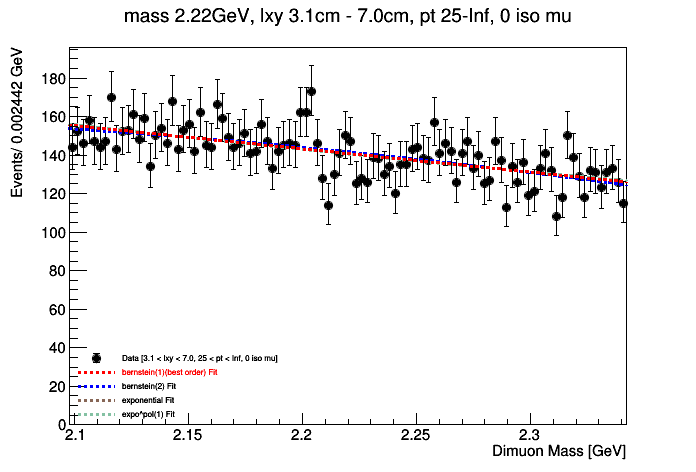 mass 2.22GeV, lxy 3.1cm - 7.0cm, pt 25-Inf, 0 iso mu
Events/ 0.002442 GeV
180
160
140
120
100
80
60
40
20
0
Data [3.1 < lxy < 7.0, 25 < pt < Inf, 0 iso mu]
bernstein(1)(best order) Fit
bernstein(2) Fit
exponential Fit
expo*pol(1) Fit
2.1 2.15 2.2 2.25 2.3
Dimuon Mass [GeV]